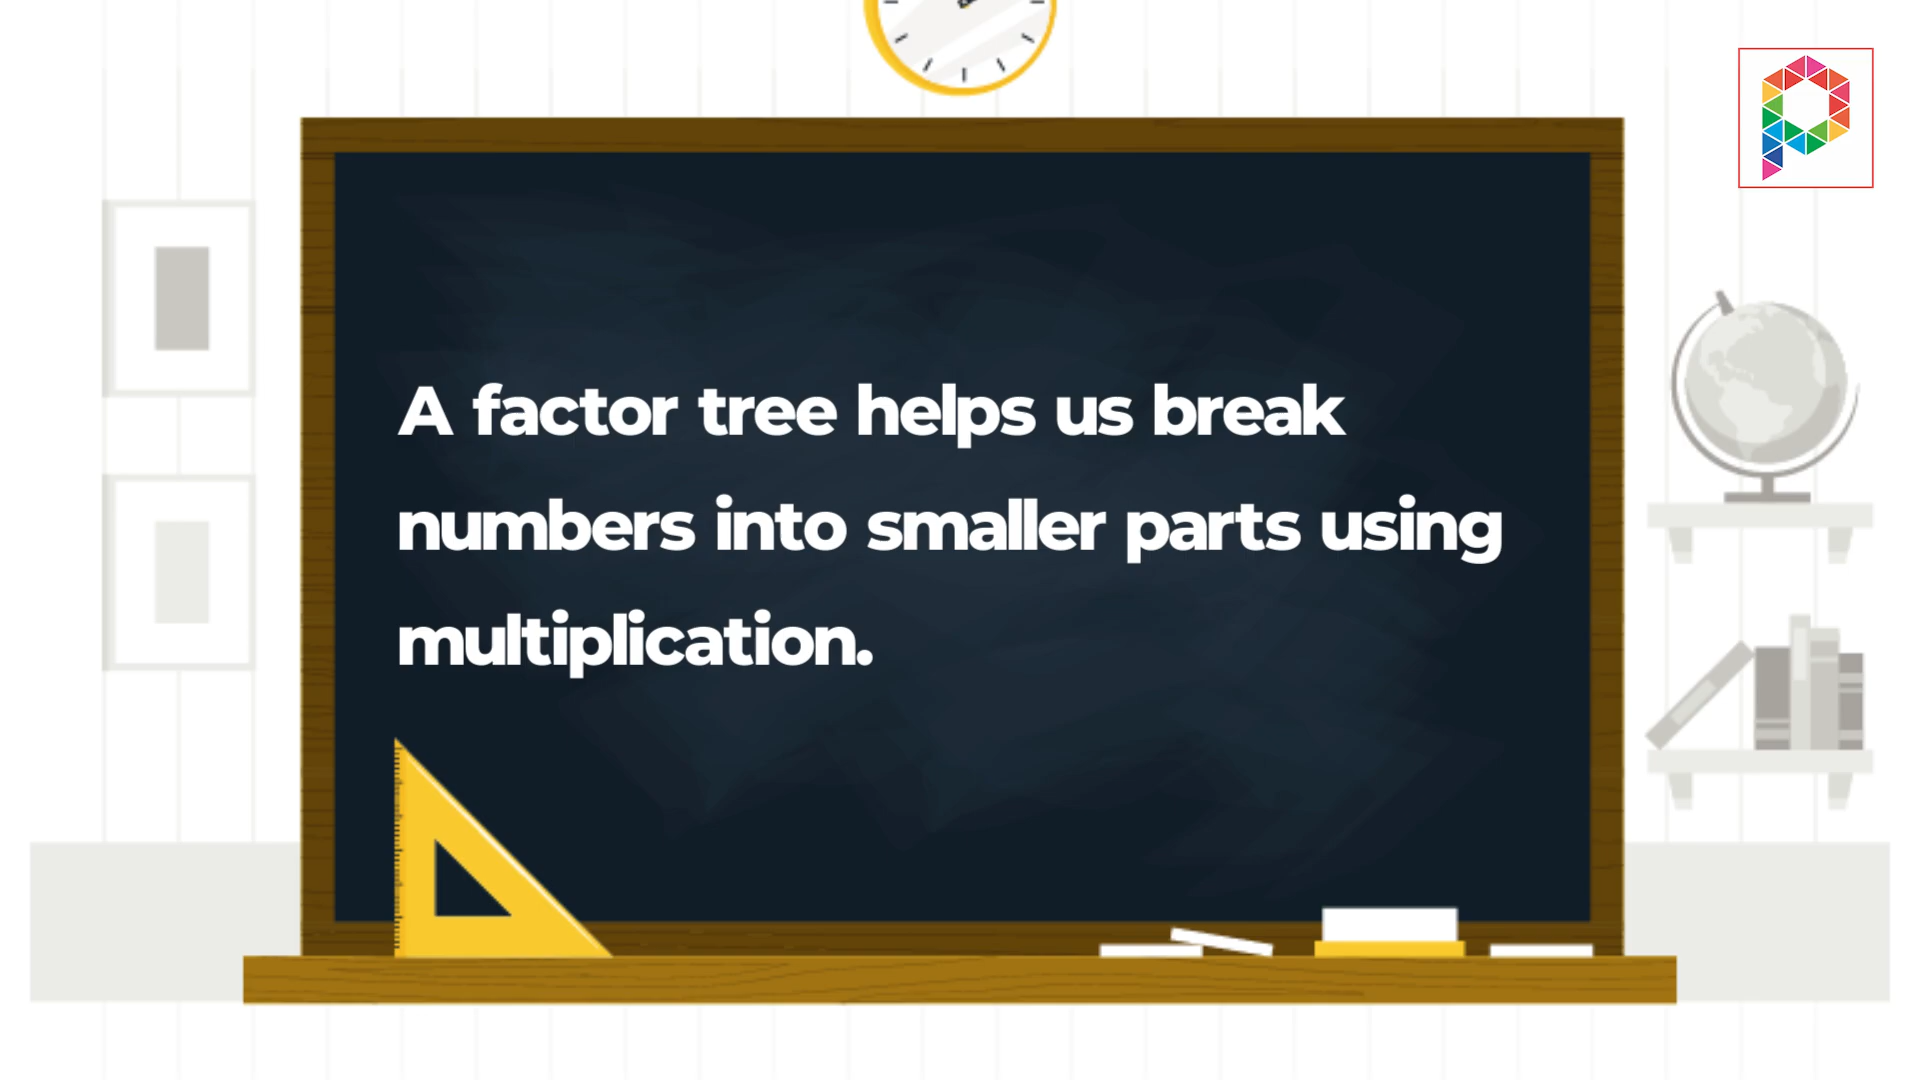 A factor tree helps us break
numbers into smaller parts using
multiplication.